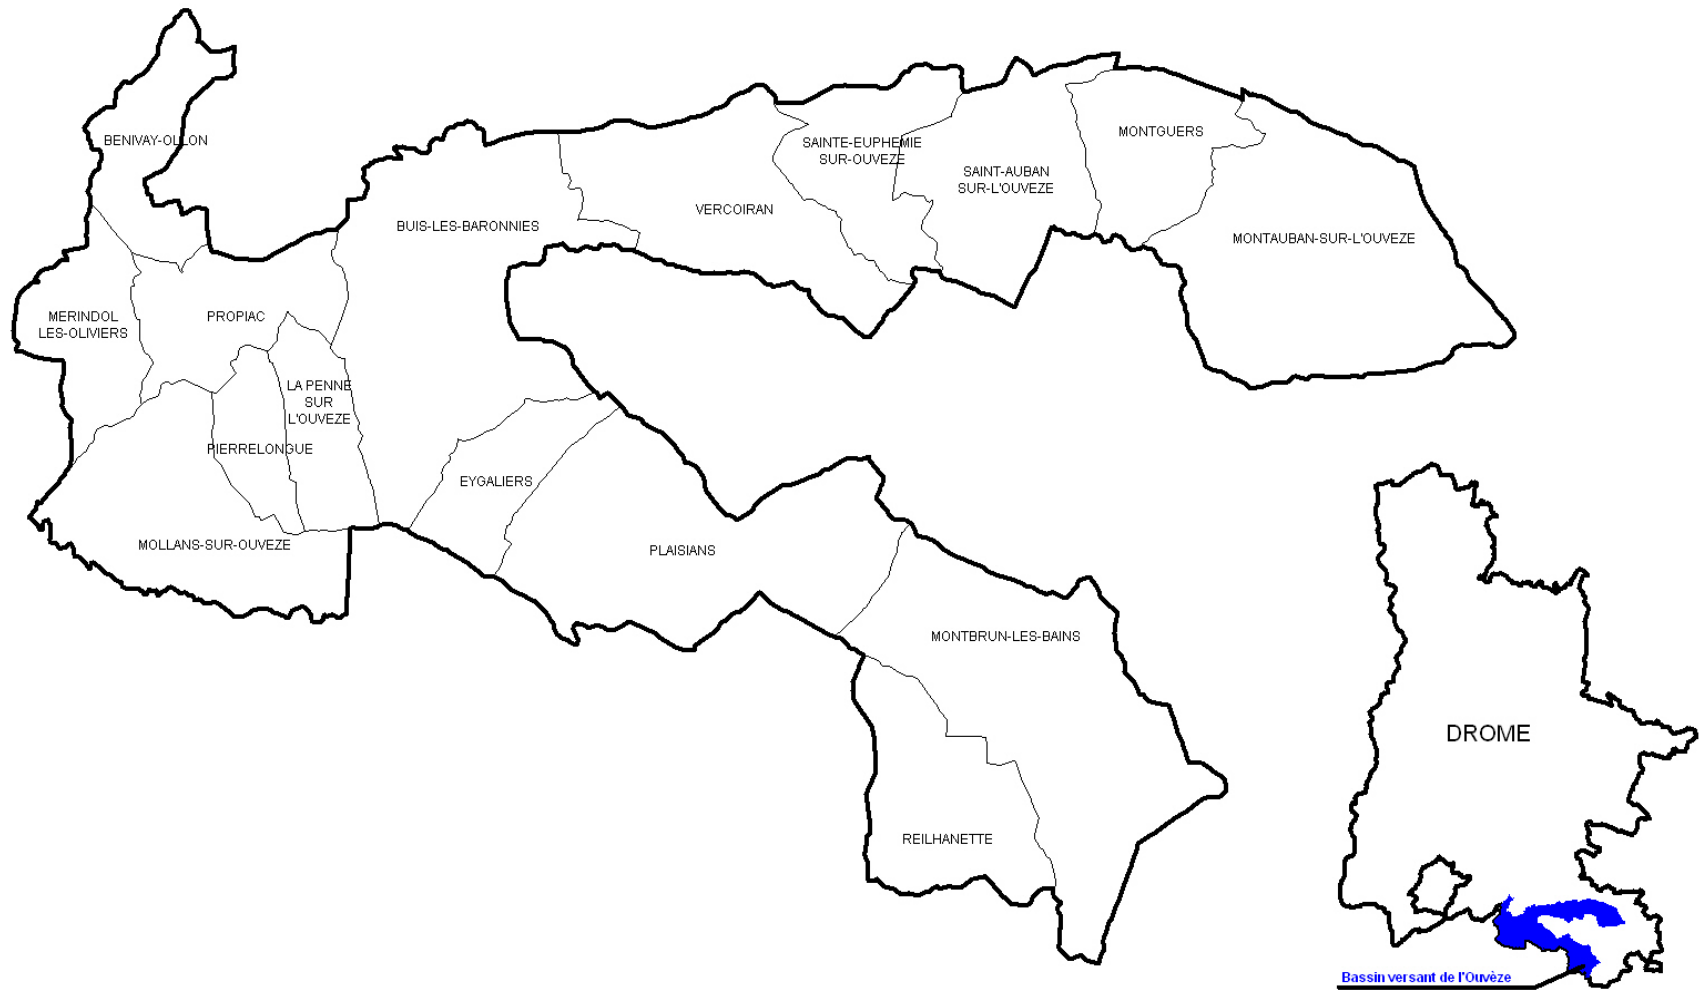 BENIVAY-OLLON
MONTGUERS
SAINTE-EUPHEMIE
SUR-OUVEZE
SAINT-AUBAN
SUR-L'OUVEZE
VERCOIRAN
BUIS-LES-BARONNIES
MONTAUBAN-SUR-L'OUVEZE
MERINDOL
LES-OLIVIERS
PROPIAC
LA PENNE
SUR
L'OUVEZE
PIERRELONGUE
EYGALIERS
MOLLANS-SUR-OUVEZE
PLAISIANS
MONTBRUN-LES-BAINS
REILHANETTE
DROME
Bassin versant de l'Ouvèze